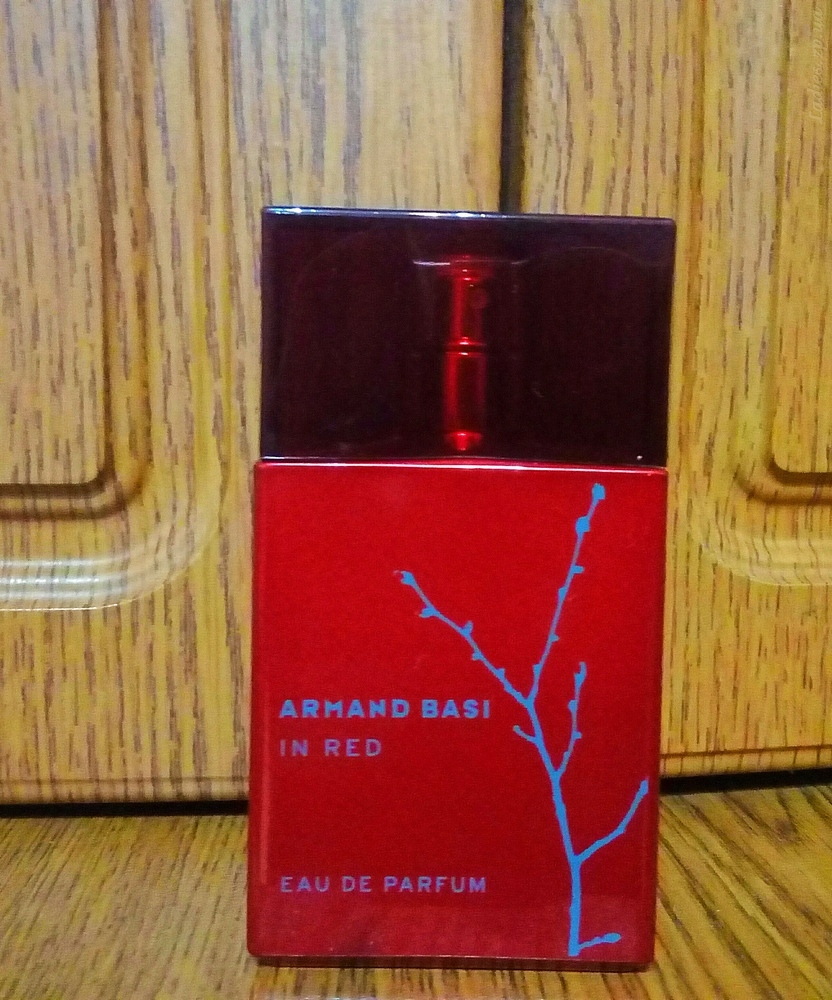 ARMAND BASI
IN RED
EAU DE PARFUM